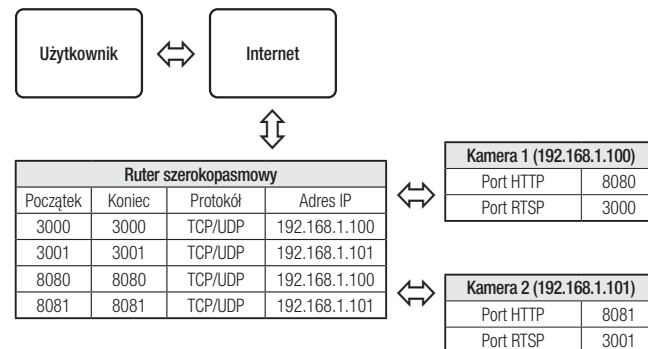 Użytkownik
Internet
Ruter szerokopasmowy
Początek Koniec Protokół Adres IP
3000 3000 TCP/UDP 192.168.1.100
3001 3001 TCP/UDP 192.168.1.101
8080 8080 TCP/UDP 192.168.1.100
8081 8081 TCP/UDP 192.168.1.101
Kamera 1 (192.168.1.100)
Port HTTP 8080
Port RTSP 3000
Kamera 2 (192.168.1.101)
Port HTTP 8081
Port RTSP 3001